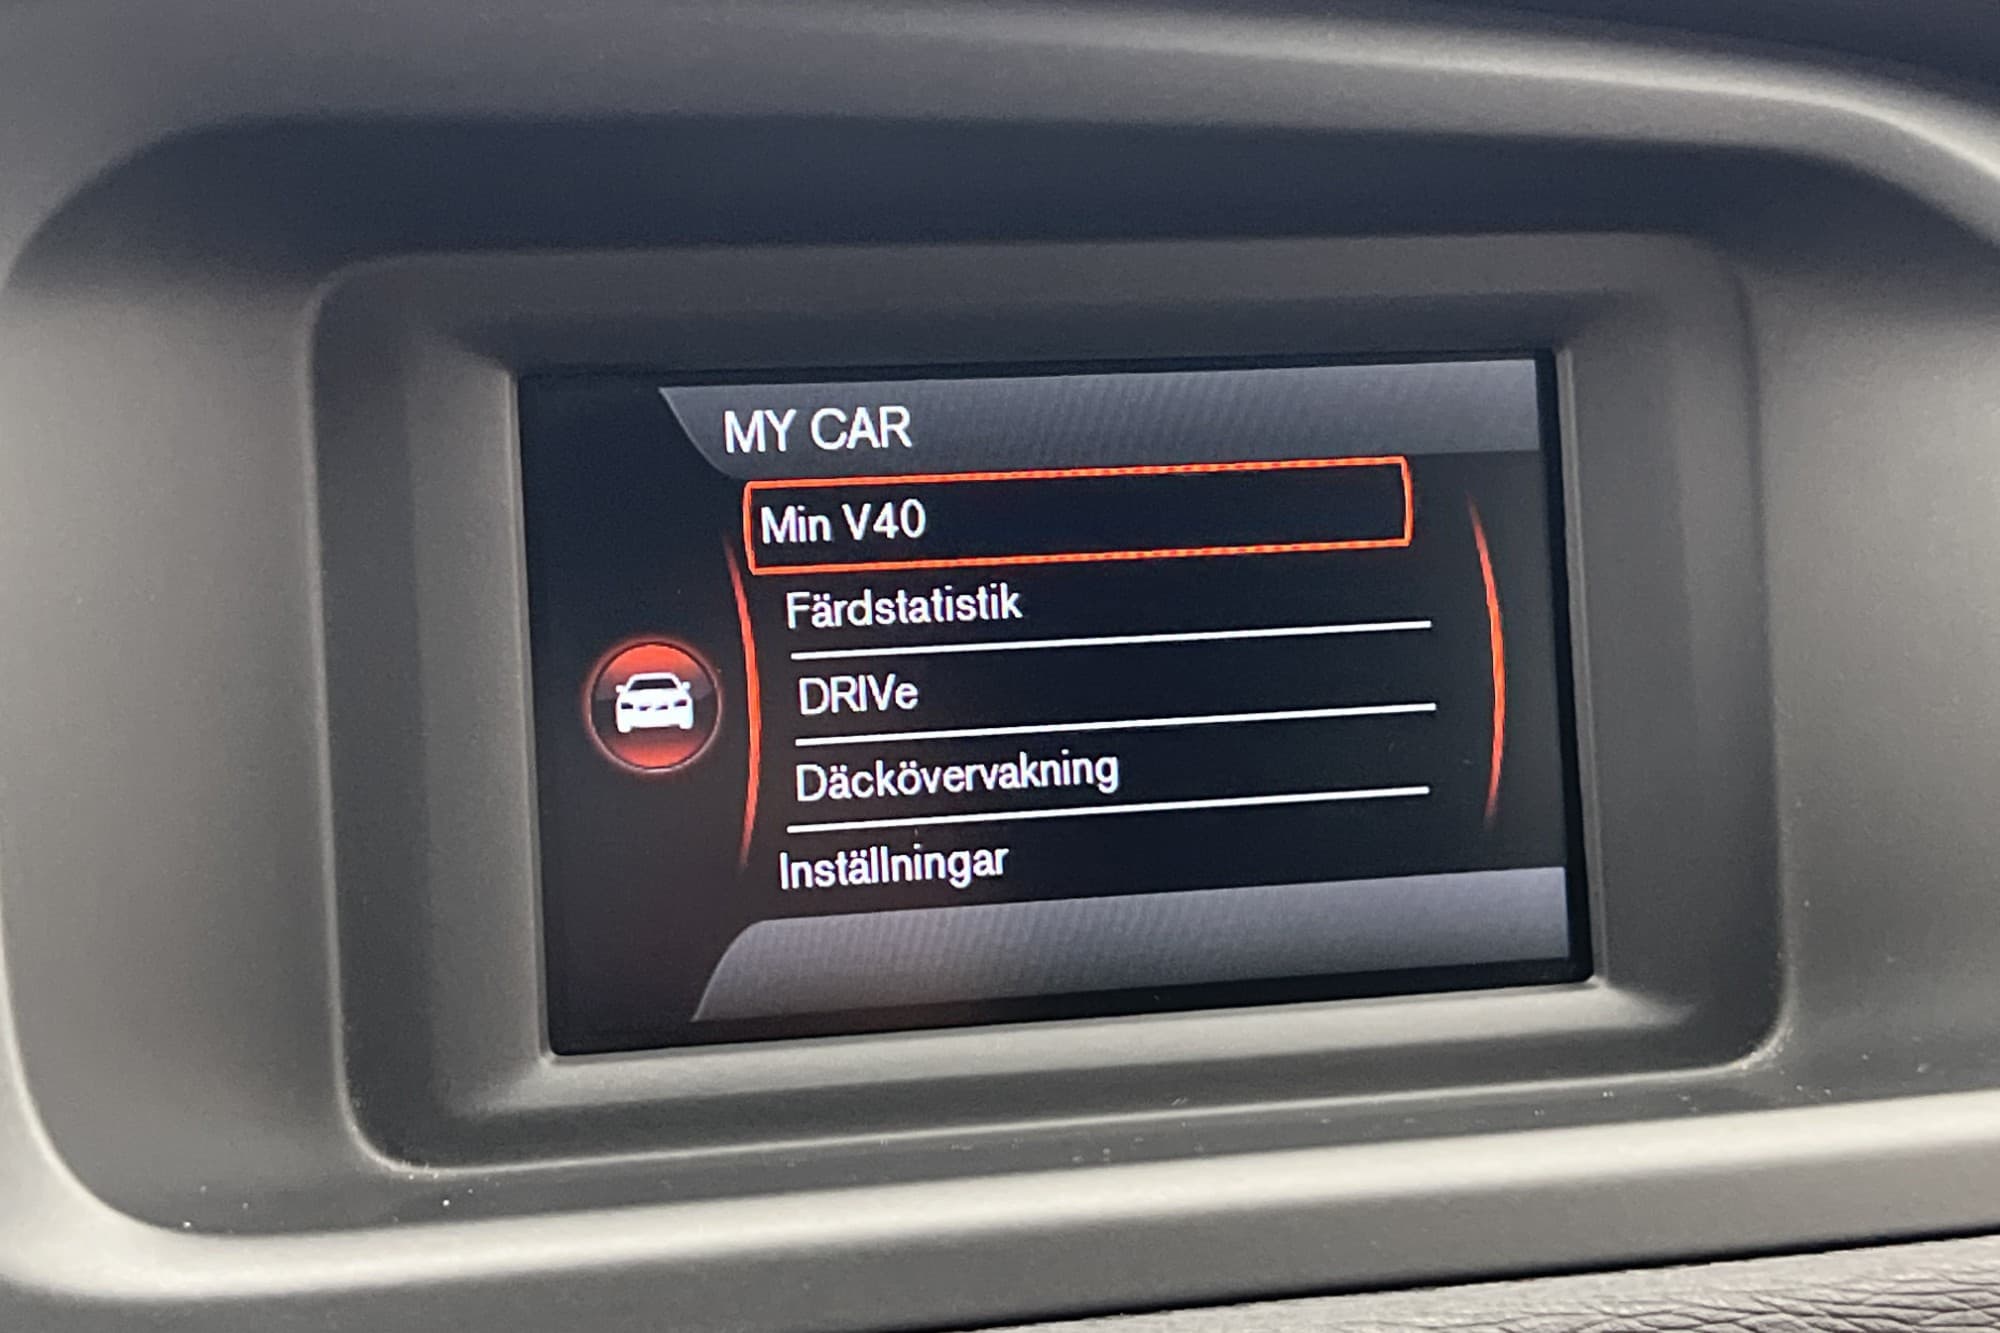 MY CAR
Min V40
Färdstatistik
DRIVe
Däckövervakning
Inställningar